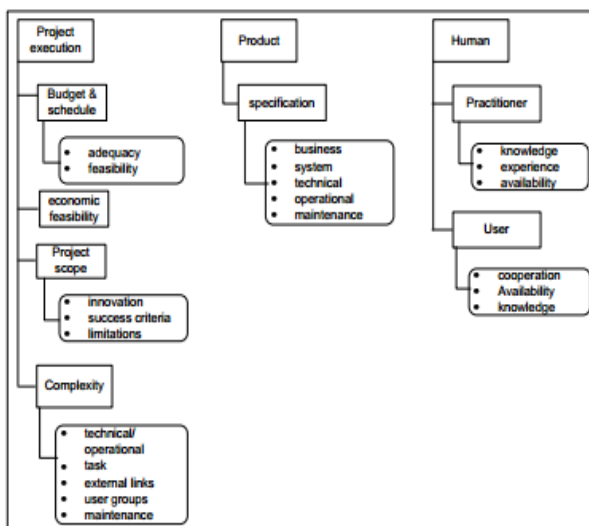 Project
execution
Budget &
schedule
• adequacy
• feasibility
economic
feasibility
Project
scope
• innovation
• success criteria
• limitations
Complexity
• technical/
operational
• task
• external links
• user groups
• maintenance
Product
specification
• business
• system
• technical
• operational
• maintenance
Human
Practitioner
• knowledge
• experience
• availability
User
• cooperation
• Availability
• knowledge